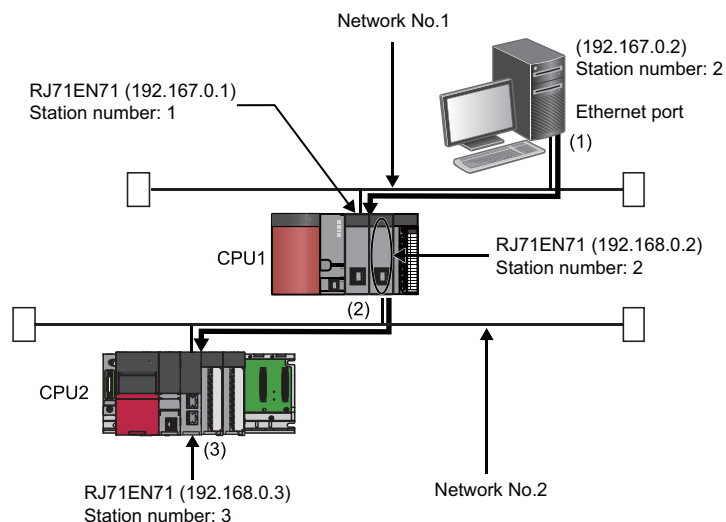 Network No.1
(192.167.0.2)
Station number: 2
RJ71EN71 (192.167.0.1)
Station number: 1
Ethernet port
(1)
CPU1
RJ71EN71 (192.168.0.2)
Station number: 2
(2)
CPU2
(3)
RJ71EN71 (192.168.0.3)
Station number: 3
Network No.2